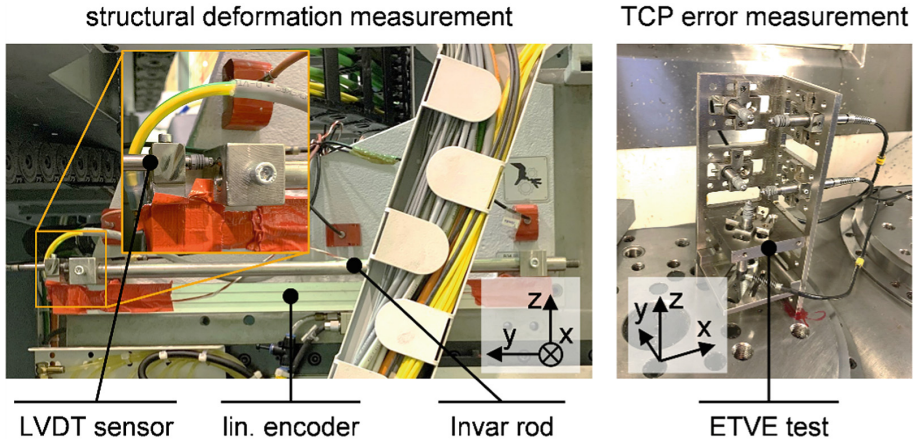 structural deformation measurement
TCP error measurement
z
y
x
y
z
x
LVDT sensor
lin. encoder
Invar rod
ETVE test